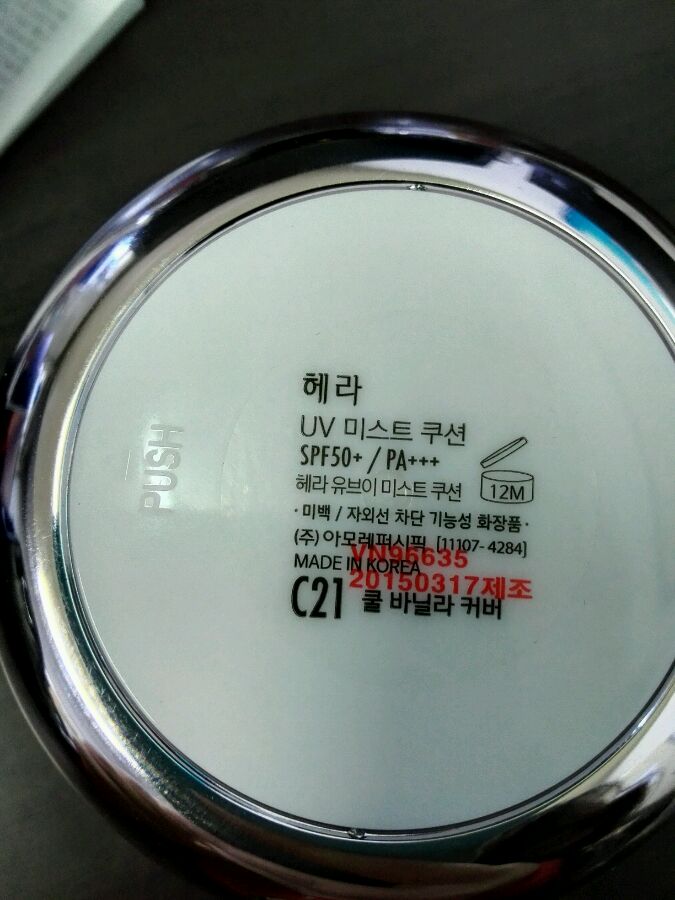 헤라
UV 미스트 쿠션
SPF50+ / PA+++
헤라 유브이 미스트 쿠션
12M
· 미백 / 자외선 차단 기능성 화장품 ·
(주) 아모레퍼시픽 [11107-4284]
VN96635
MADE IN KOREA
20150317제조
C21 쿨 바닐라 커버
PUSH